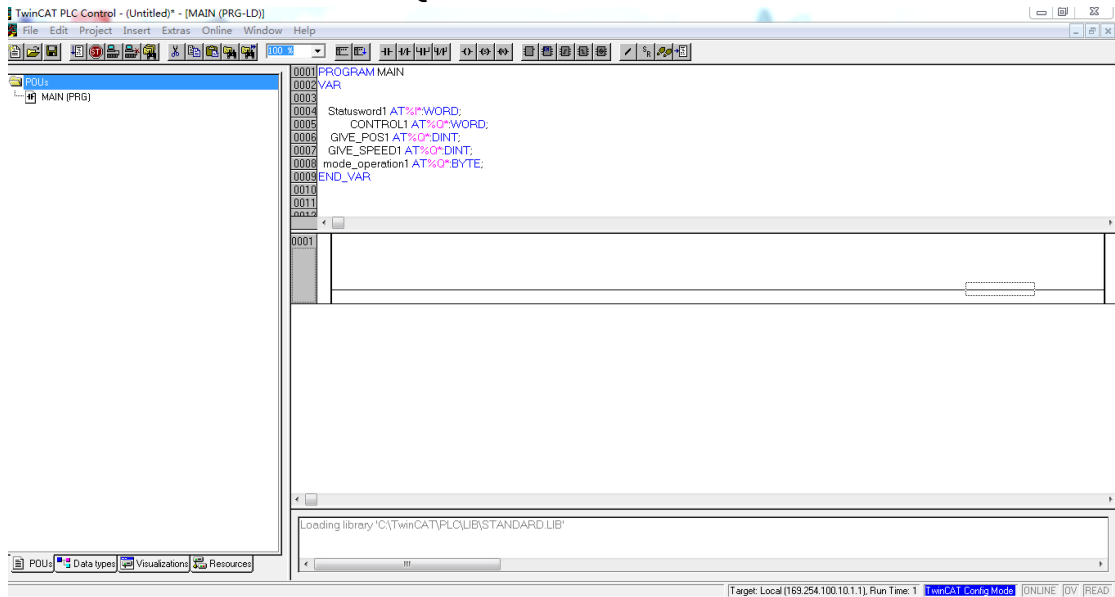 TwinCAT PLC Control - (Untitled)* - [MAIN (PRG-LD)]
File Edit Project Insert Extras Online Window Help
100 %
POUs
MAIN (PRG)
0001 PROGRAM MAIN
0002 VAR
0003
0004 Statusword1 AT%I*:WORD;
0005 CONTROL1 AT%Q*:WORD;
0006 GIVE_POS1 AT%Q*:DINT;
0007 GIVE_SPEED1 AT%Q*:DINT;
0008 mode_operation1 AT%Q*:BYTE;
0009 END_VAR
0010
0011
0012
0001
Loading library 'C:\TwinCAT\PLC\LIB\STANDARD.LIB'
POUs Data types Visualizations Resources
Target: Local (169.254.100.10.1.1), Run Time: 1 TwinCAT Config Mode ONLINE OV READ